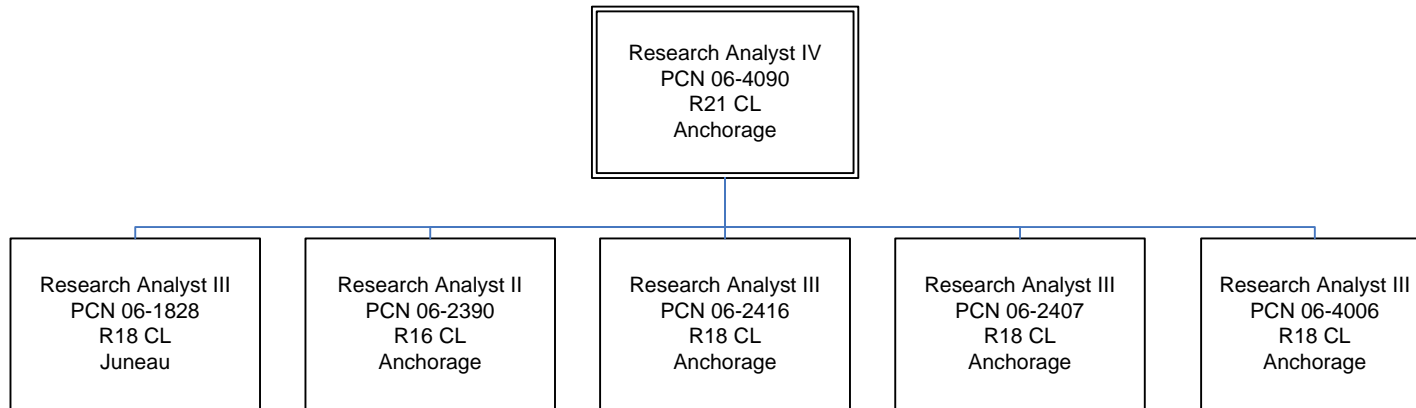 Research Analyst IV
PCN 06-4090
R21 CL
Anchorage
Research Analyst III
PCN 06-1828
R18 CL
Juneau
Research Analyst II
PCN 06-2390
R16 CL
Anchorage
Research Analyst III
PCN 06-2416
R18 CL
Anchorage
Research Analyst III
PCN 06-2407
R18 CL
Anchorage
Research Analyst III
PCN 06-4006
R18 CL
Anchorage